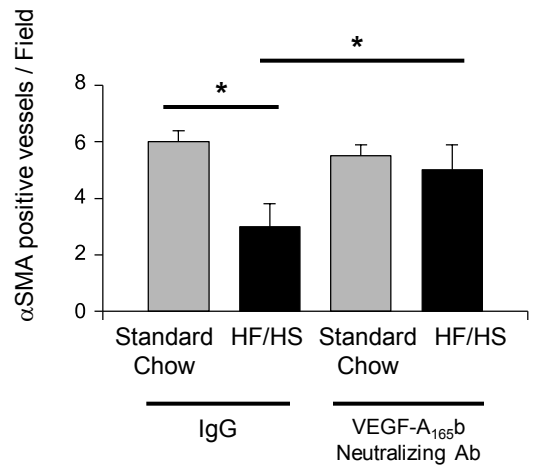 αSMA positive vessels / Field
*
*
8
6
4
2
0
Standard Chow
HF/HS
Standard Chow
HF/HS
IgG
VEGF-A₁₆₅b
Neutralizing Ab